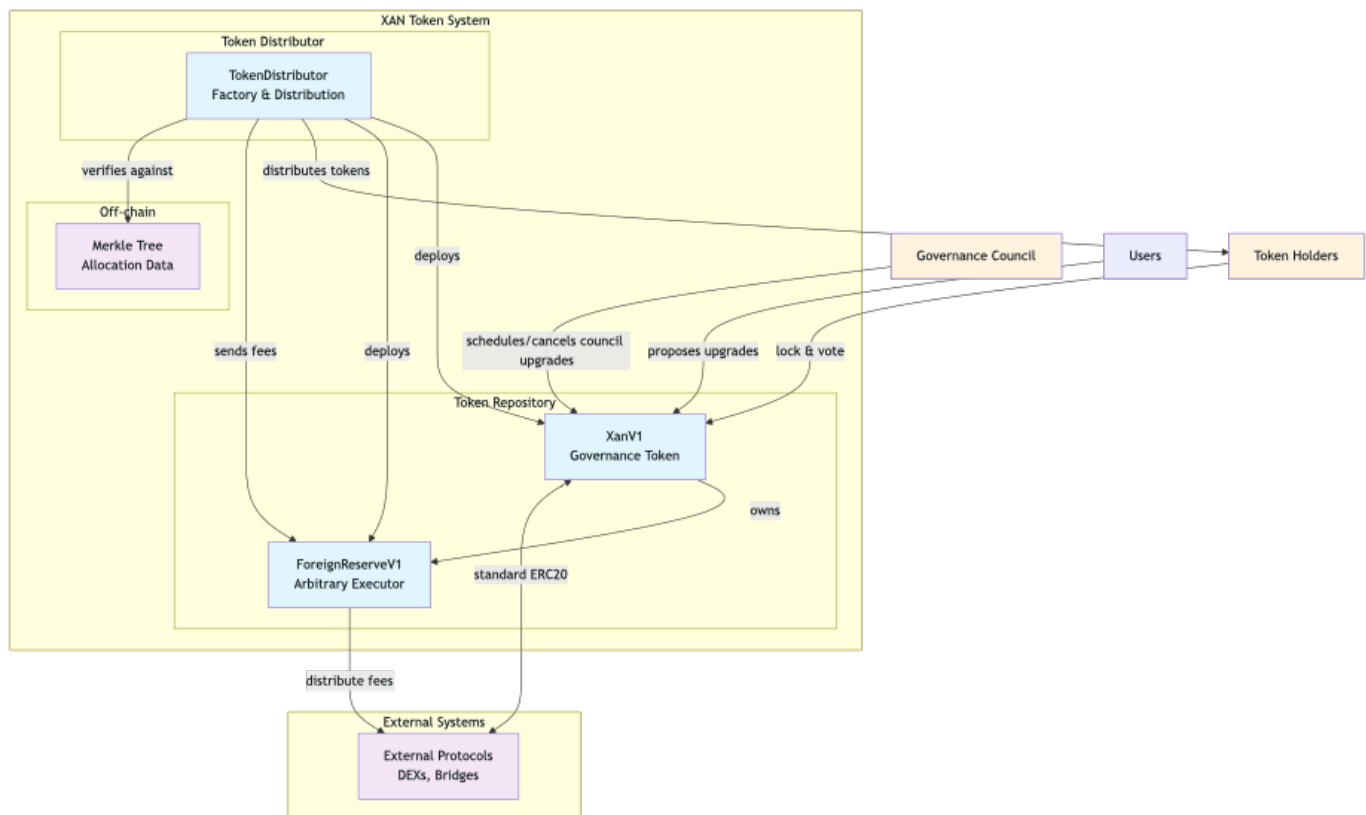 XAN Token System
Token Distributor
TokenDistributor
Factory & Distribution
verifies against
distributes tokens
Off-chain
Merkle Tree
Allocation Data
deploys
Governance Council
Users
Token Holders
sends fees
deploys
schedules/cancels council
upgrades
proposes upgrades
lock & vote
Token Repository
XanV1
Governance Token
owns
ForeignReserveV1
Arbitrary Executor
standard ERC20
distribute fees
External Systems
External Protocols
DEXs, Bridges